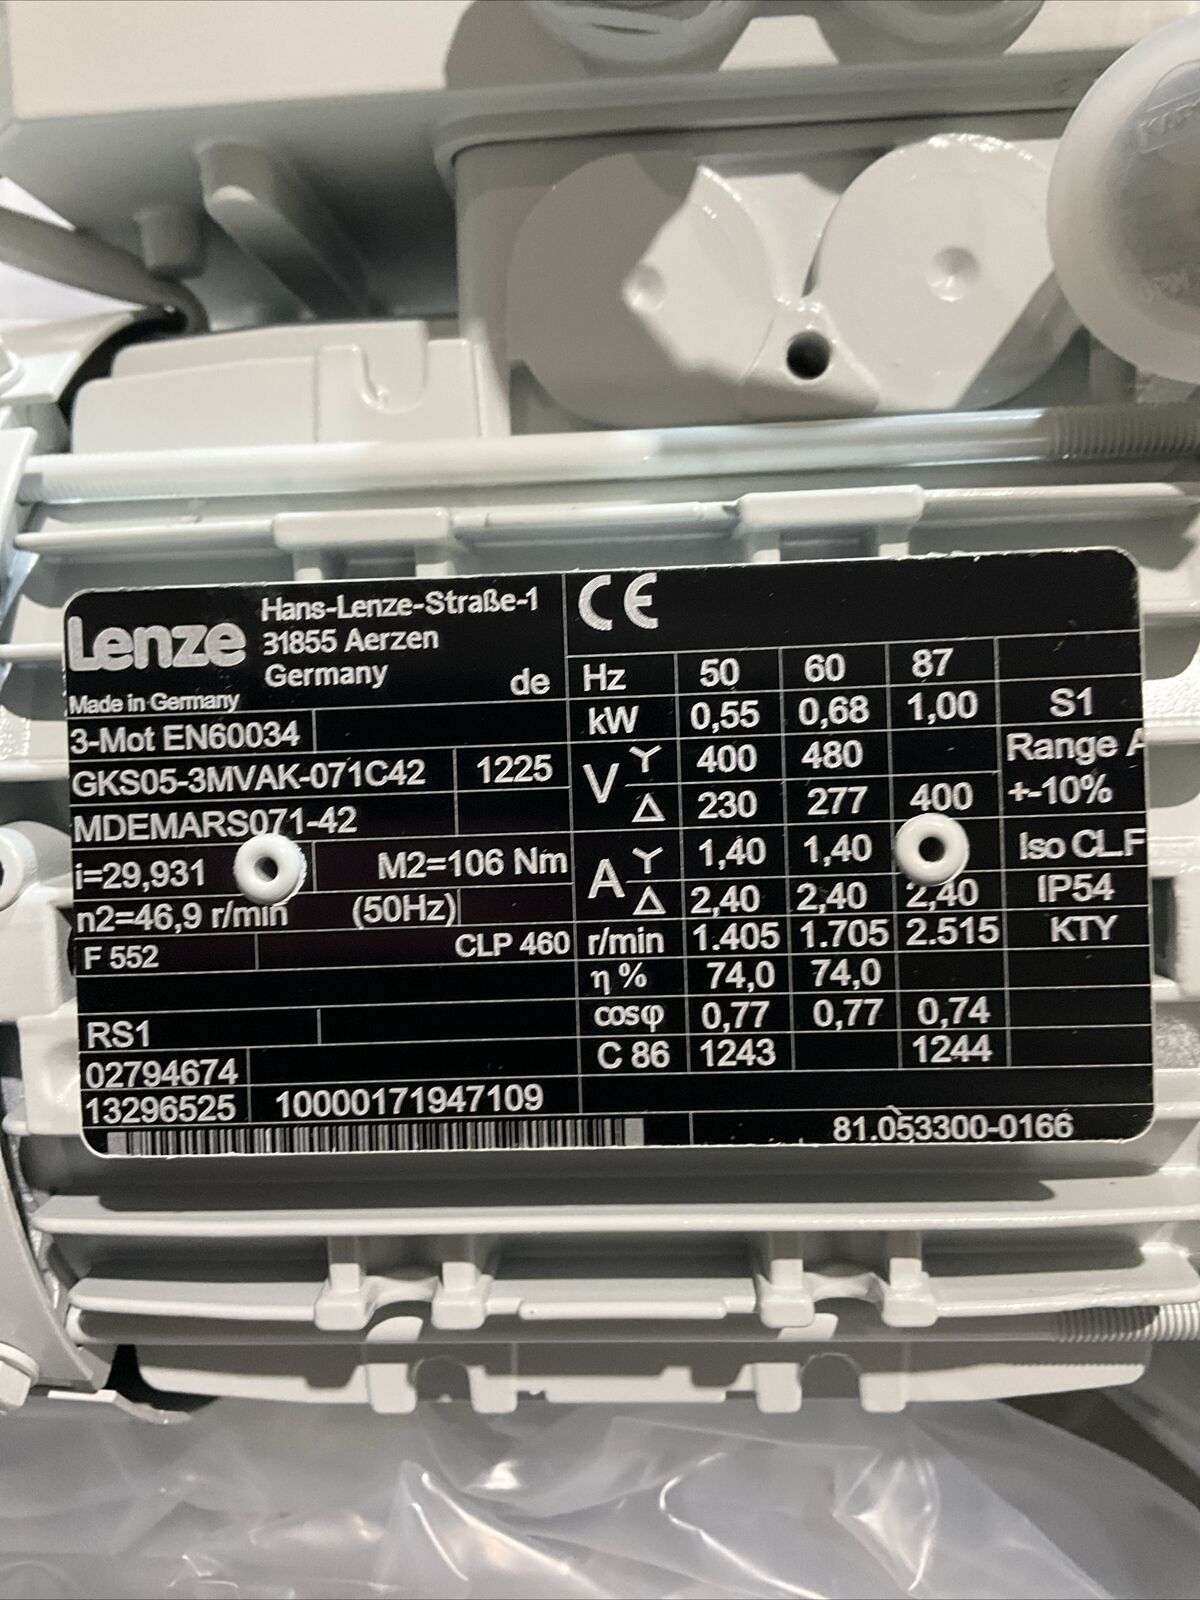 Lenze
Hans-Lenze-Straße-1
31855 Aerzen
Germany
de
Made in Germany
3-Mot EN60034
GKS05-3MVAK-071C42 1225
MDEMARS071-42
i=29,931 M2=106 Nm
n2=46,9 r/min (50Hz)
F 552 CLP 460
RS1
02794674
13296525 10000171947109
CE
Hz 50 60 87
kW 0,55 0,68 1,00 S1
V Y 400 480 Range A
Δ 230 277 400 +-10%
A Y 1,40 1,40 Iso CL.F
Δ 2,40 2,40 2,40 IP54
r/min 1.405 1.705 2.515 KTY
η % 74,0 74,0
cosφ 0,77 0,77 0,74
C 86 1243 1244
81.053300-0166